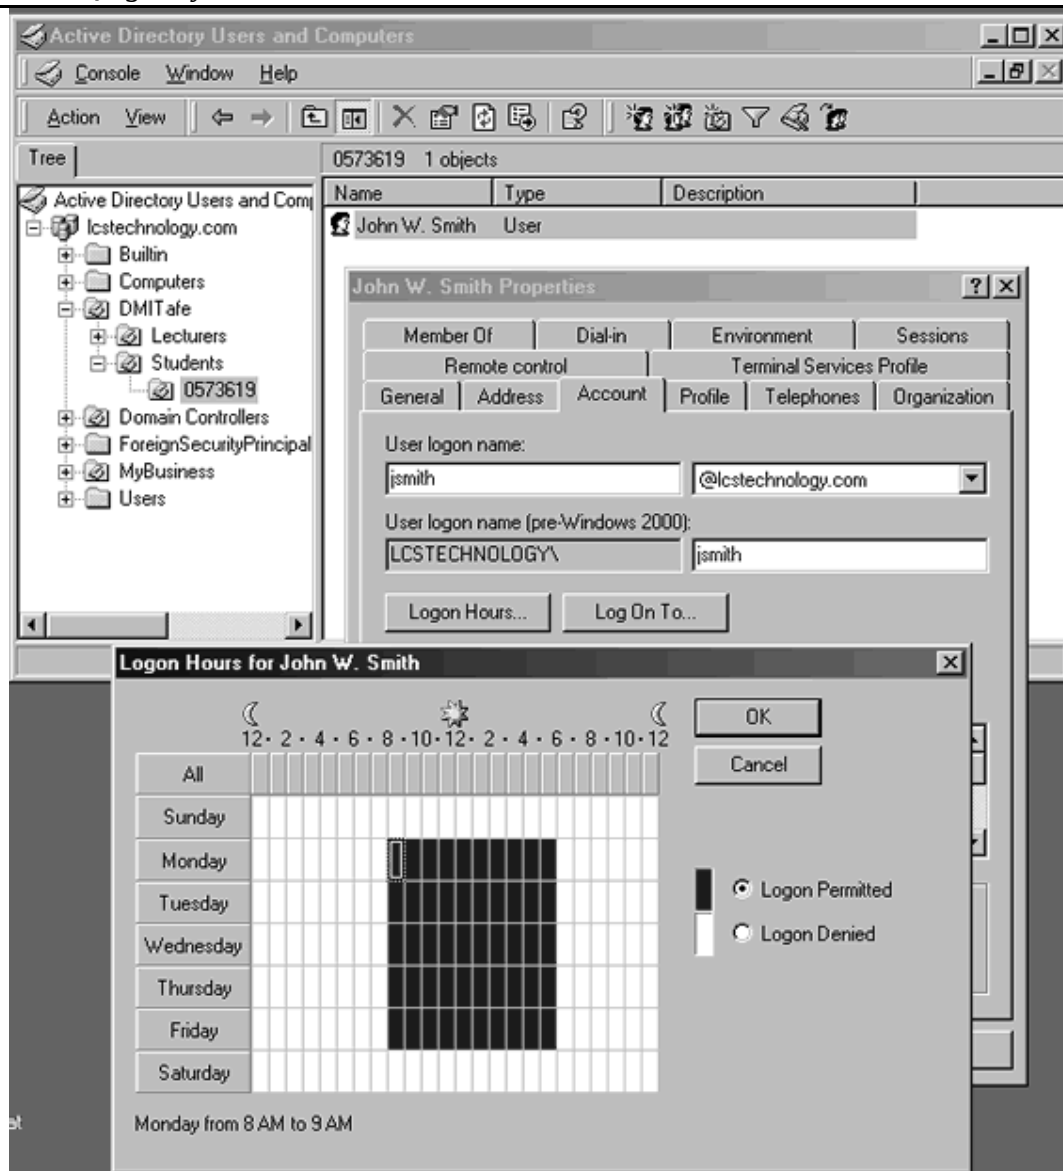 Active Directory Users and Computers
Console Window Help
Action View
Tree
0573619 1 objects
Name Type Description
Active Directory Users and Comp
lcstechnology.com
Builtin
Computers
DMITafe
Lecturers
Students
0573619
Domain Controllers
ForeignSecurityPrincipal
MyBusiness
Users
John W. Smith User
John W. Smith Properties
Member Of Dial-in Environment Sessions
Remote control Terminal Services Profile
General Address Account Profile Telephones Organization
User logon name:
jsmith @lcstechnology.com
User logon name (pre-Windows 2000):
LCSTECHNOLOGY\ jsmith
Logon Hours... Log On To...
Logon Hours for John W. Smith
12 · 2 · 4 · 6 · 8 · 10 · 12 · 2 · 4 · 6 · 8 · 10 · 12
OK
Cancel
All
Sunday
Monday
Tuesday
Wednesday
Thursday
Friday
Saturday
Logon Permitted
Logon Denied
Monday from 8 AM to 9 AM